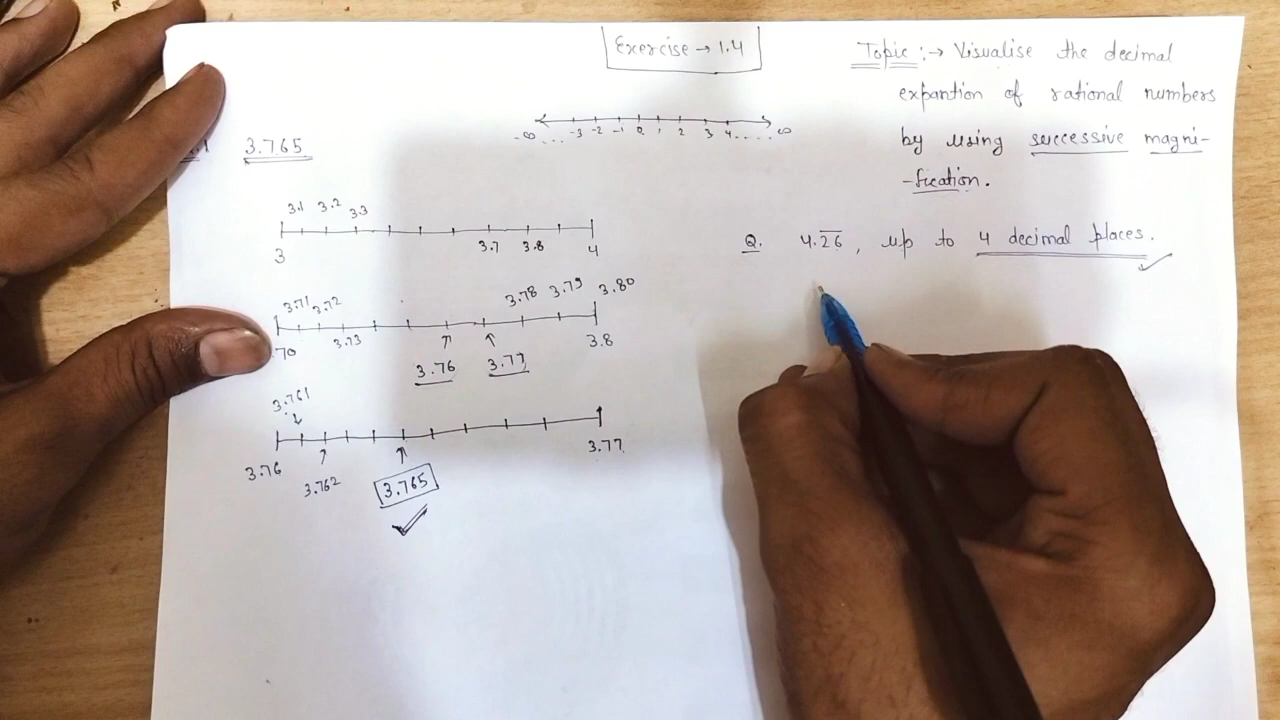 Exercise → 1.4
Topic :→ Visualise the decimal
expantion of rational numbers
by using successive magni-
-fication.
-∞ ... -3 -2 -1 0 1 2 3 4 ..... ∞
.1 3.765
3.1 3.2 3.3
3 3.7 3.8 4
Q. 4.2̅6̅, up to 4 decimal places.
3.71 3.72 3.78 3.79 3.80
.70 3.73 3.8
3.76 3.77
3.761
3.76 3.77
3.762 3.765